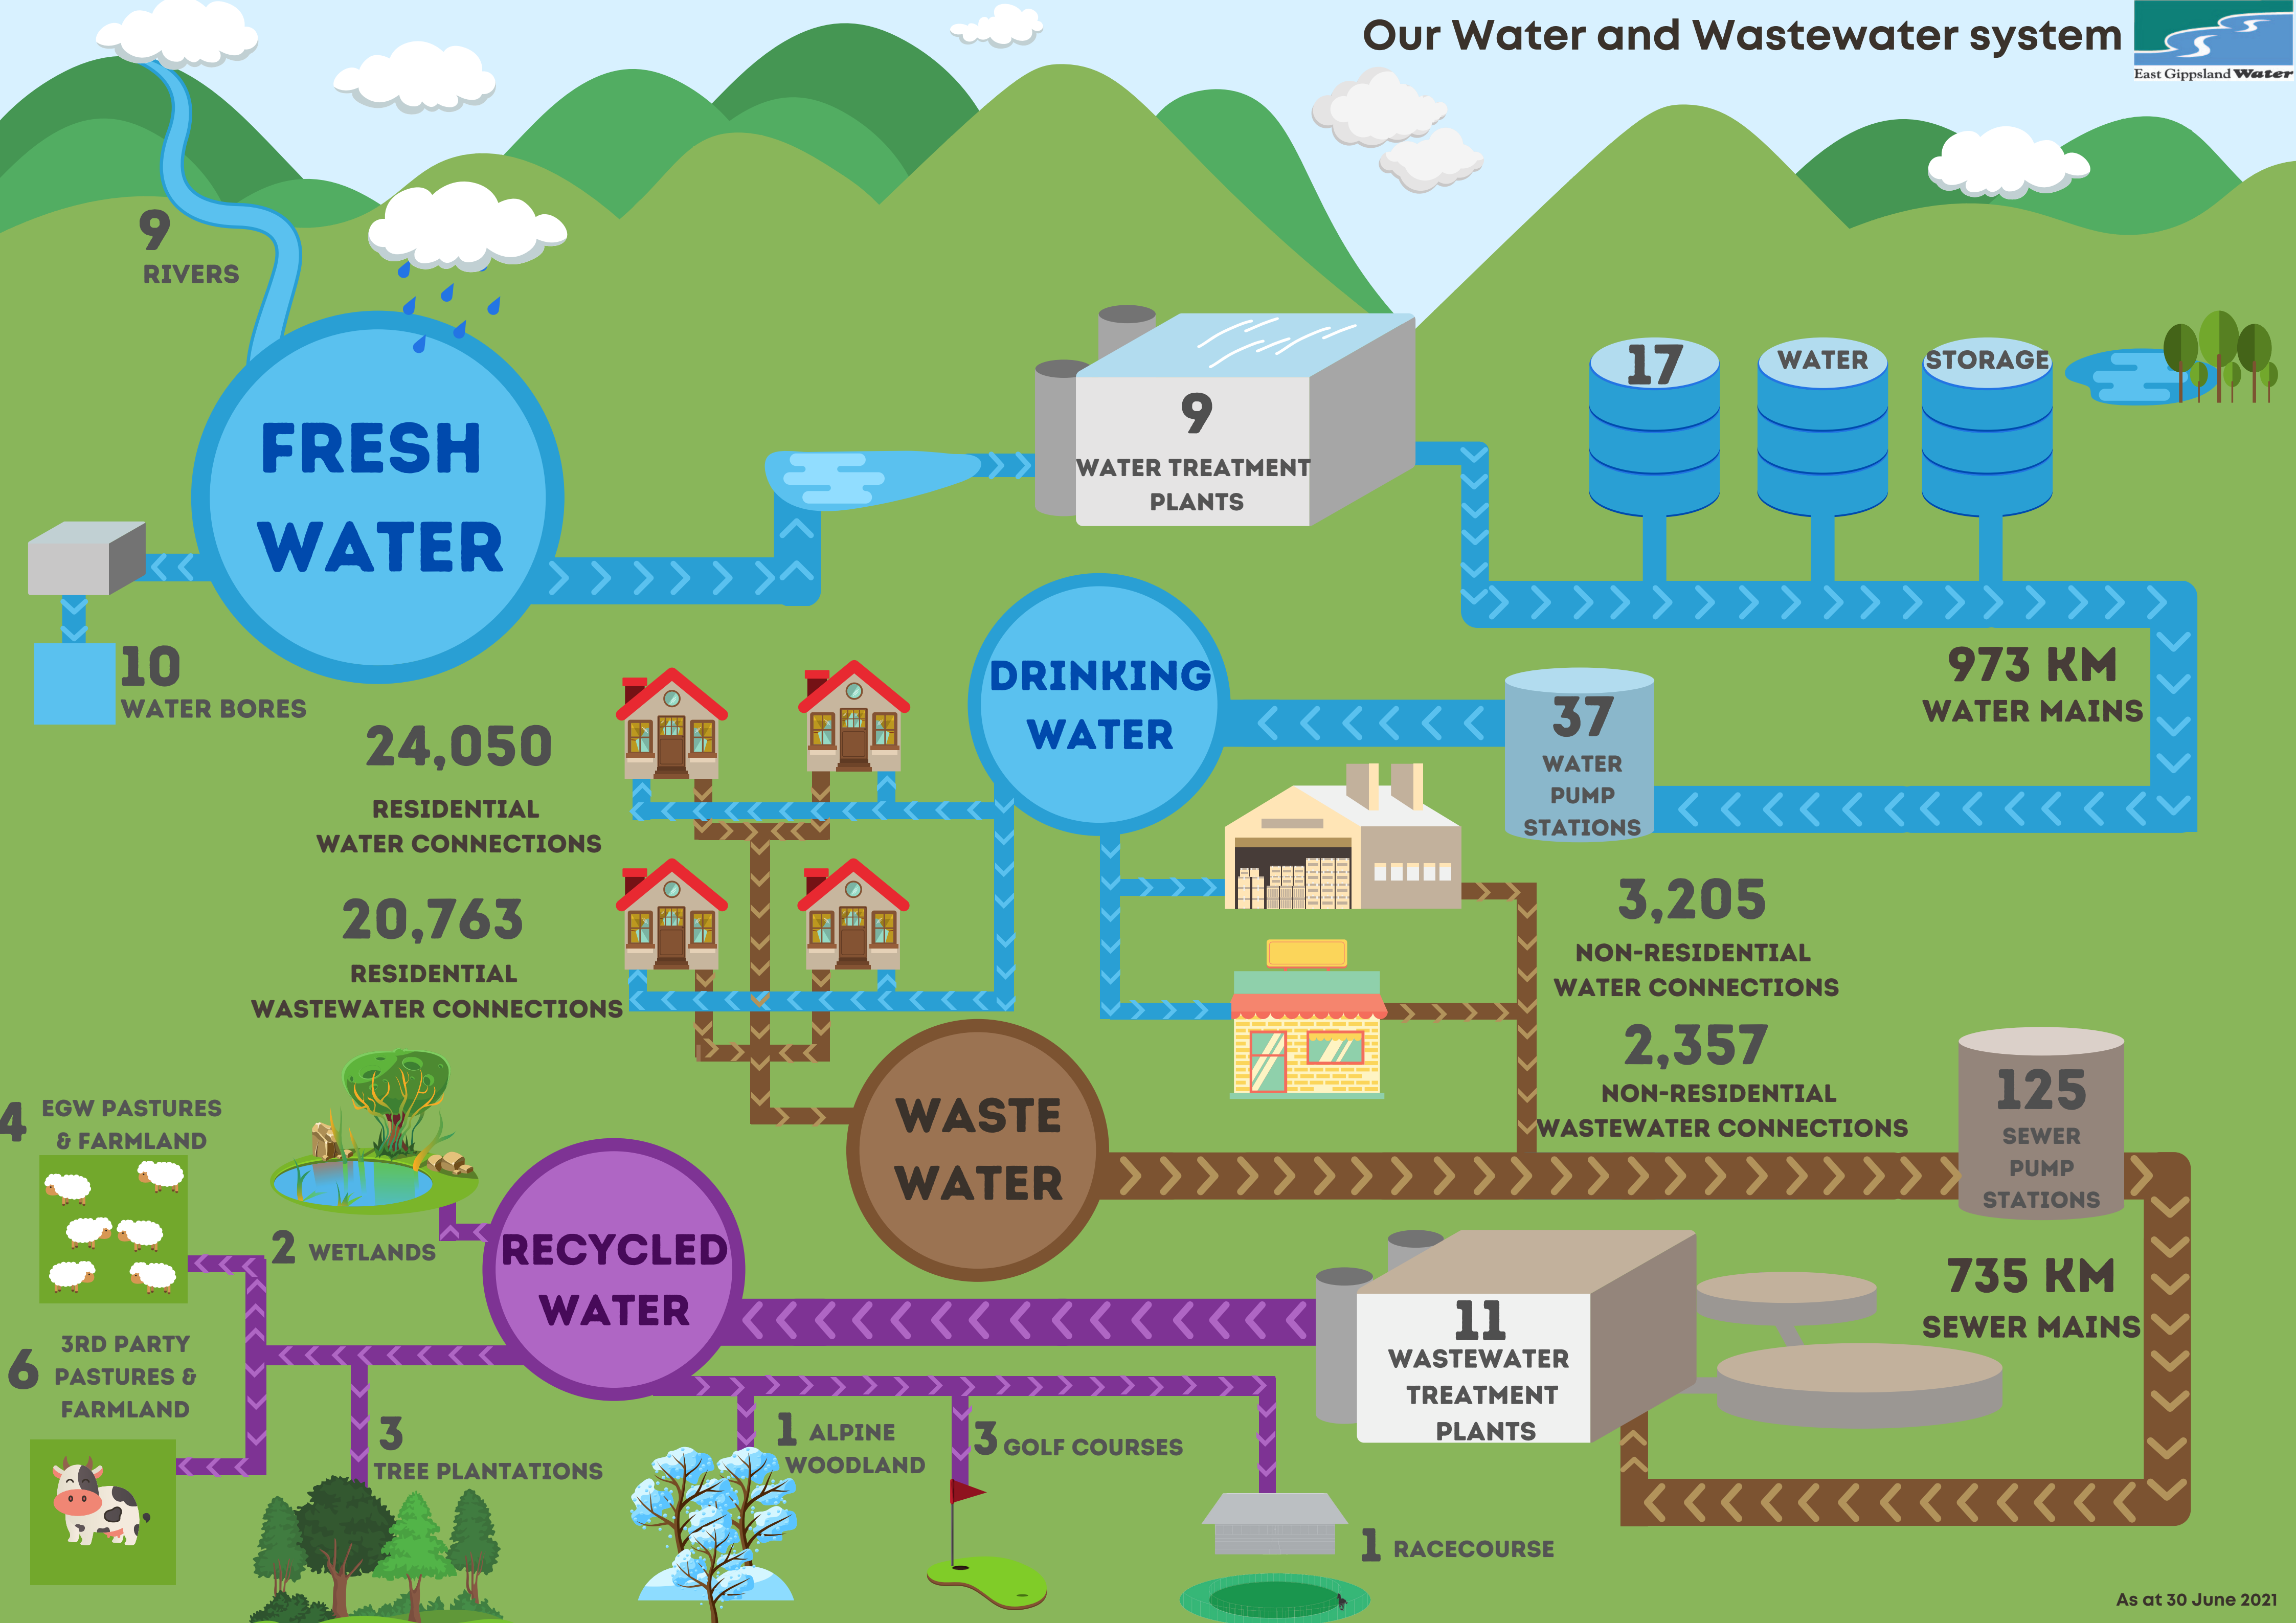 Our Water and Wastewater system
East Gippsland Water
9
RIVERS
FRESH
WATER
10
WATER BORES
9
WATER TREATMENT
PLANTS
17
WATER
STORAGE
973 KM
WATER MAINS
37
WATER
PUMP
STATIONS
DRINKING
WATER
24,050
RESIDENTIAL
WATER CONNECTIONS
20,763
RESIDENTIAL
WASTEWATER CONNECTIONS
3,205
NON-RESIDENTIAL
WATER CONNECTIONS
2,357
NON-RESIDENTIAL
WASTEWATER CONNECTIONS
125
SEWER
PUMP
STATIONS
WASTE
WATER
735 KM
SEWER MAINS
11
WASTEWATER
TREATMENT
PLANTS
RECYCLED
WATER
4 EGW PASTURES
& FARMLAND
2 WETLANDS
6 3RD PARTY
PASTURES &
FARMLAND
3
TREE PLANTATIONS
1 ALPINE
WOODLAND
3 GOLF COURSES
1 RACECOURSE
As at 30 June 2021